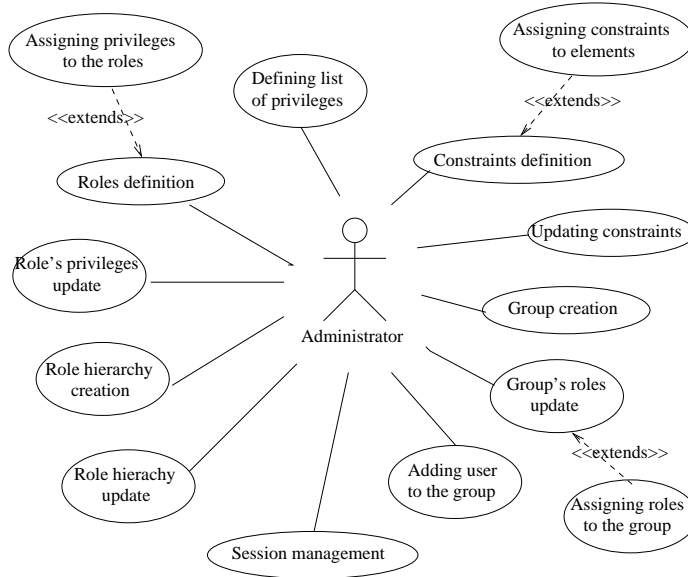 Assigning privileges
to the roles
Assigning constraints
to elements
Defining list
of privileges
<<extends>>
<<extends>>
Roles definition
Constraints definition
Updating constraints
Role's privileges
update
Group creation
Administrator
Role hierarchy
creation
Group's roles
update
<<extends>>
Role hierachy
update
Adding user
to the group
Assigning roles
to the group
Session management